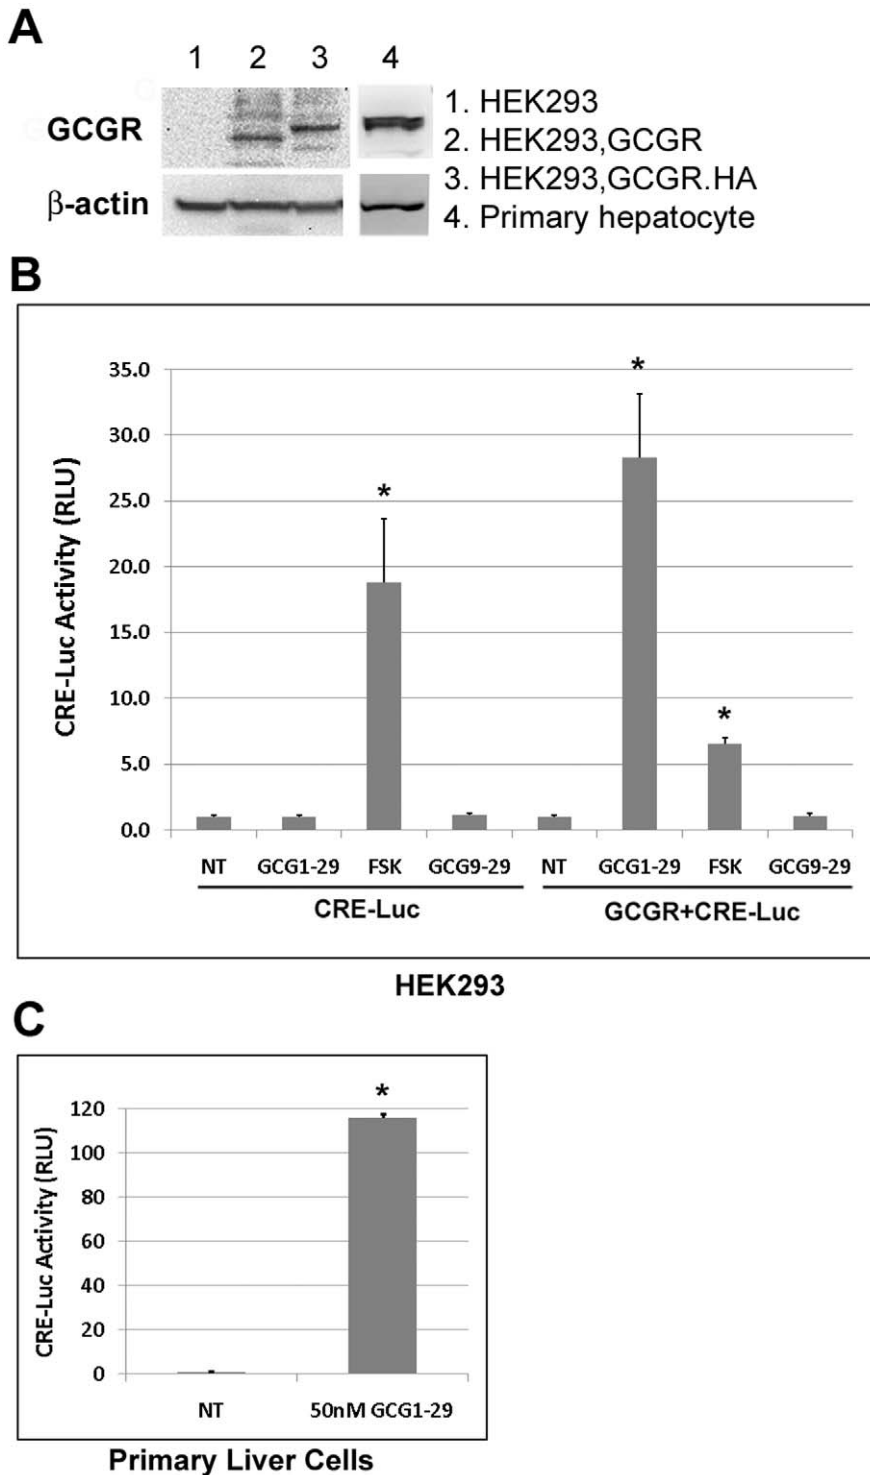 A
1 2 3 4
GCGR
β-actin
1. HEK293
2. HEK293,GCGR
3. HEK293,GCGR.HA
4. Primary hepatocyte
B
CRE-Luc Activity (RLU)
35.0
30.0
25.0
20.0
15.0
10.0
5.0
0.0
* * *
NT GCG1-29 FSK GCG9-29 NT GCG1-29 FSK GCG9-29
CRE-Luc GCGR+CRE-Luc
HEK293
C
CRE-Luc Activity (RLU)
120
100
80
60
40
20
0
*
NT 50nM GCG1-29
Primary Liver Cells